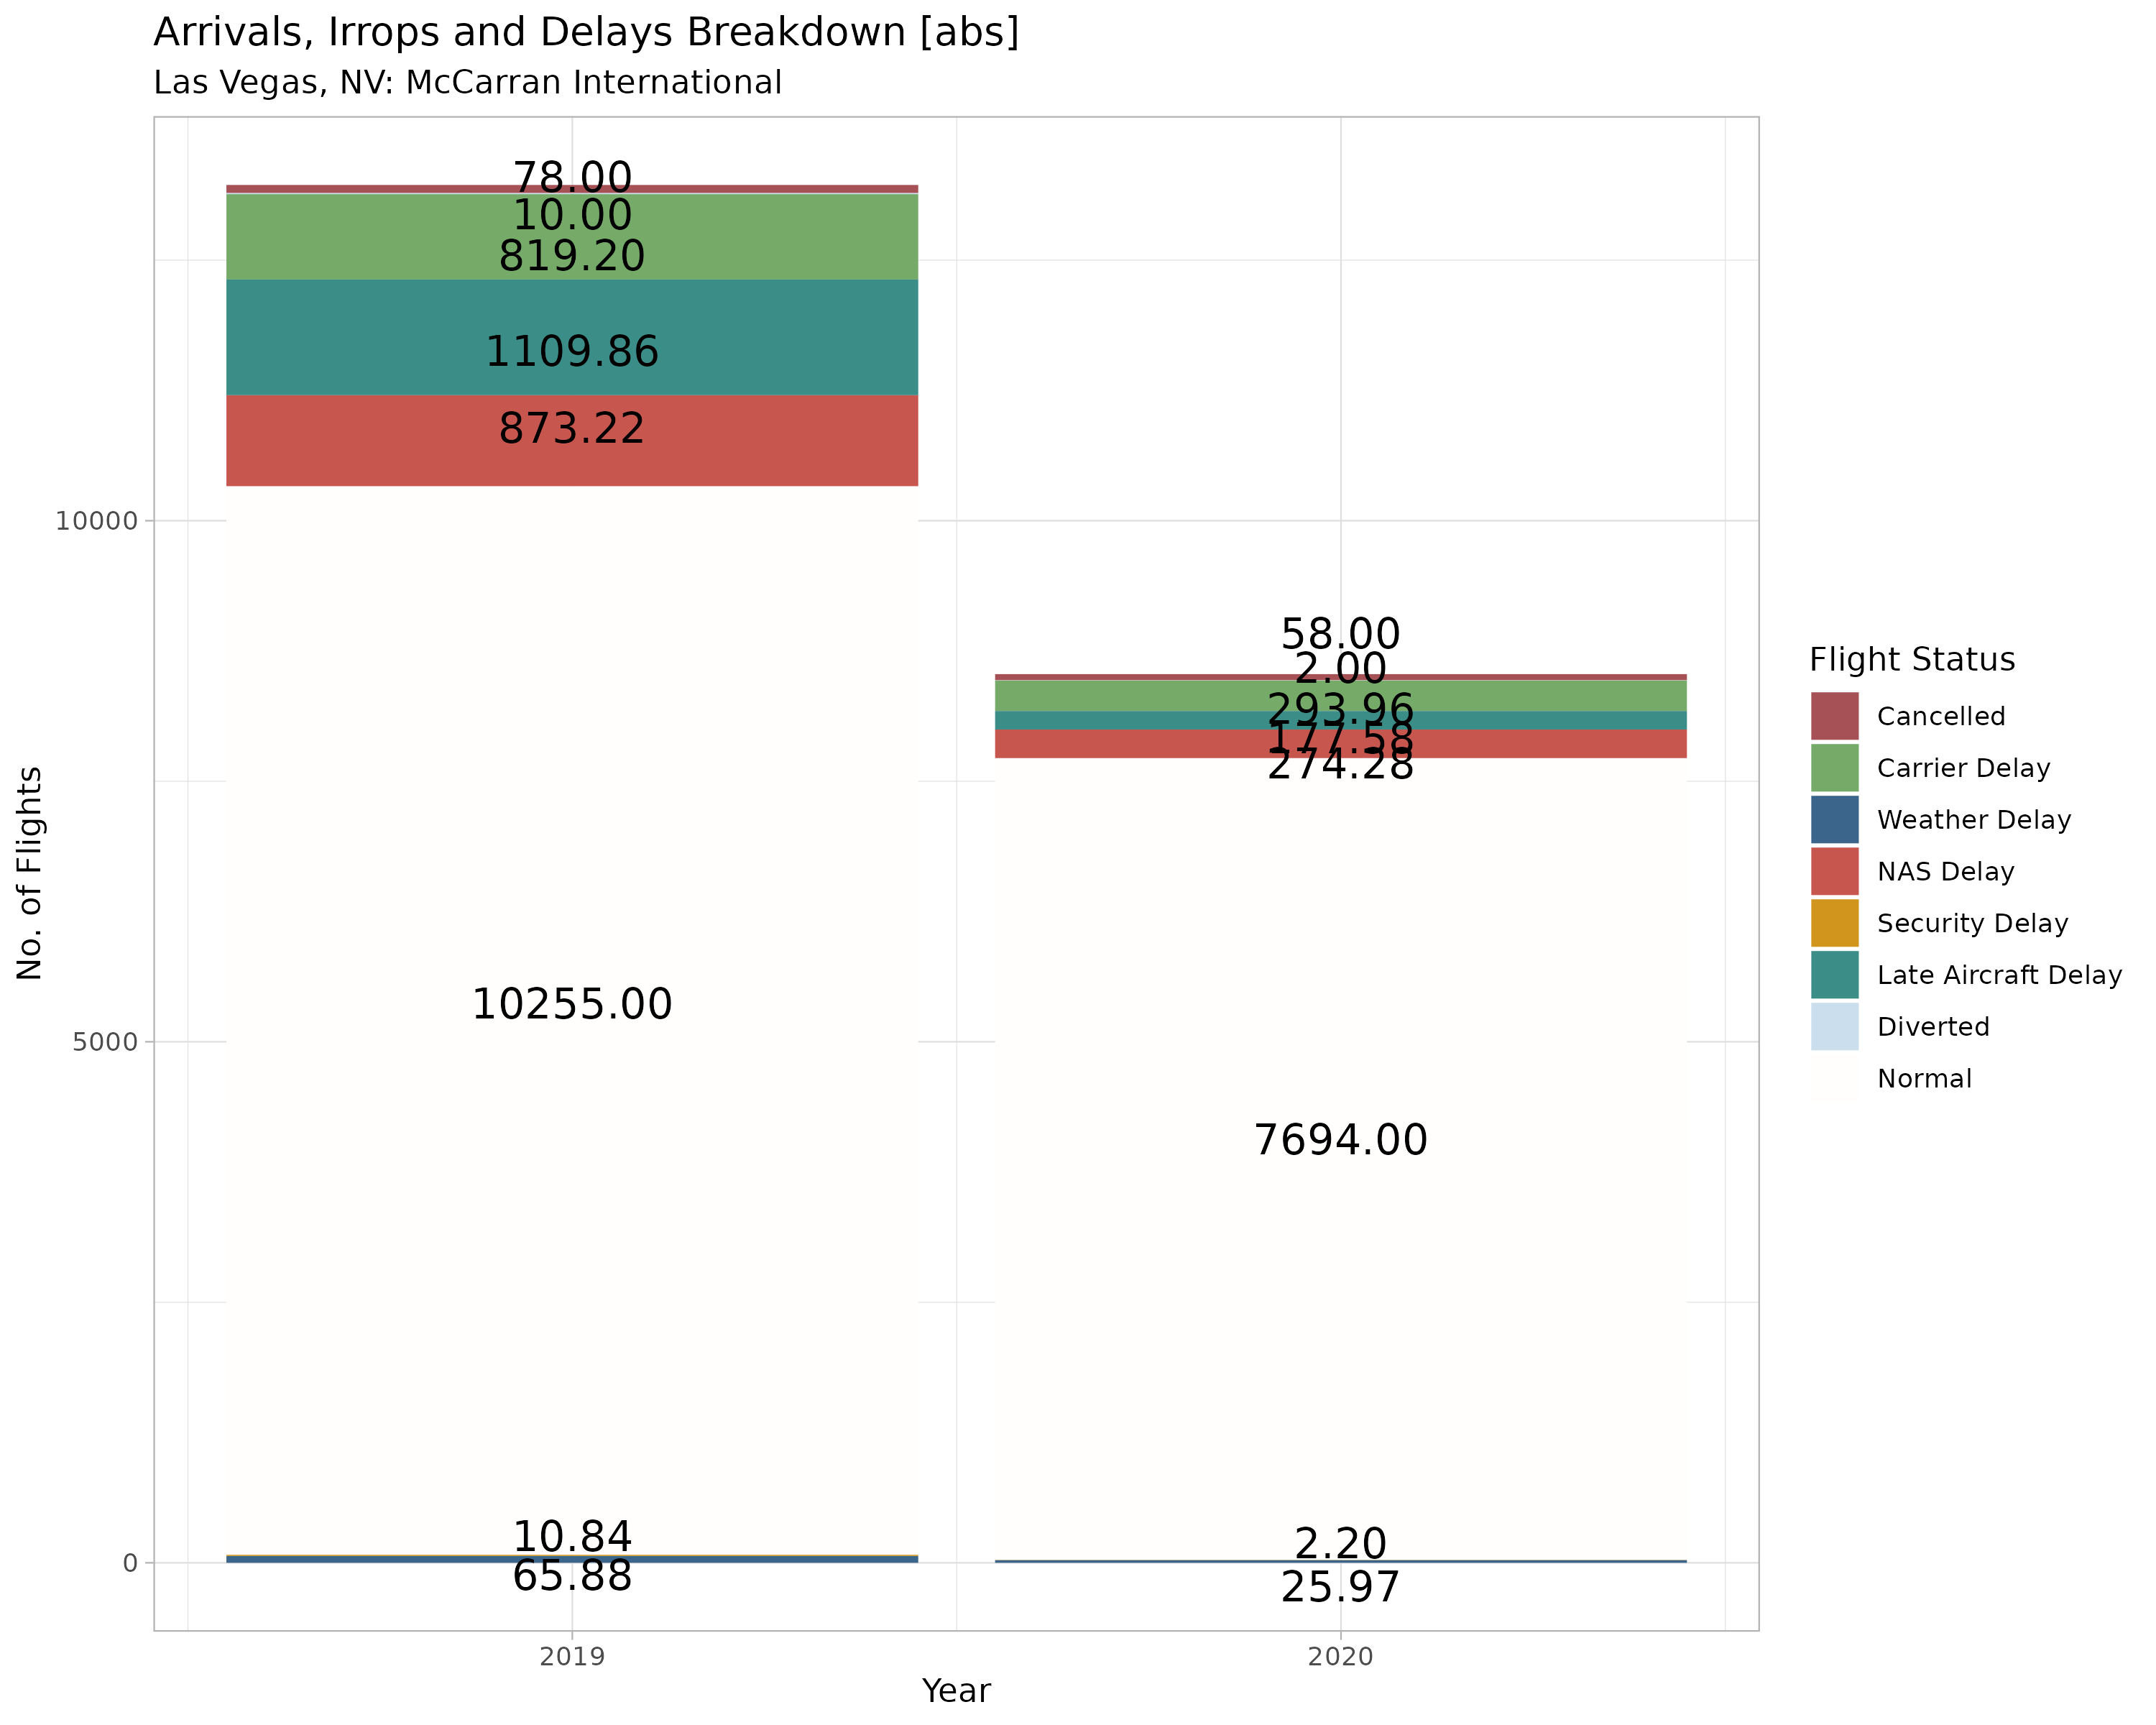 Arrivals, Irrops and Delays Breakdown [abs]
Las Vegas, NV: McCarran International
78.00
10.00
819.20
1109.86
873.22
10255.00
10.84
65.88
58.00
2.00
293.96
177.58
274.28
7694.00
2.20
25.97
10000
5000
0
No. of Flights
2019
2020
Year
Flight Status
Cancelled
Carrier Delay
Weather Delay
NAS Delay
Security Delay
Late Aircraft Delay
Diverted
Normal